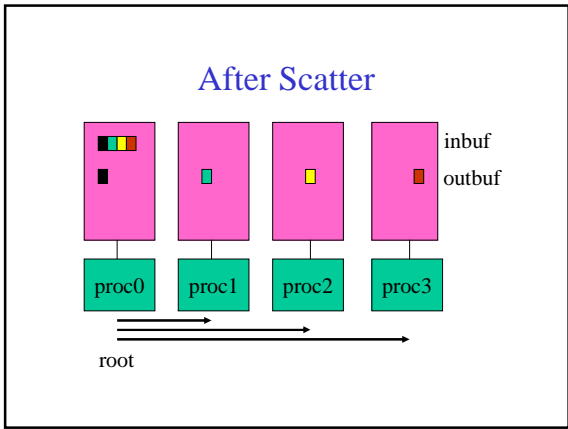 After Scatter
inbuf
outbuf
proc0 proc1 proc2 proc3
root